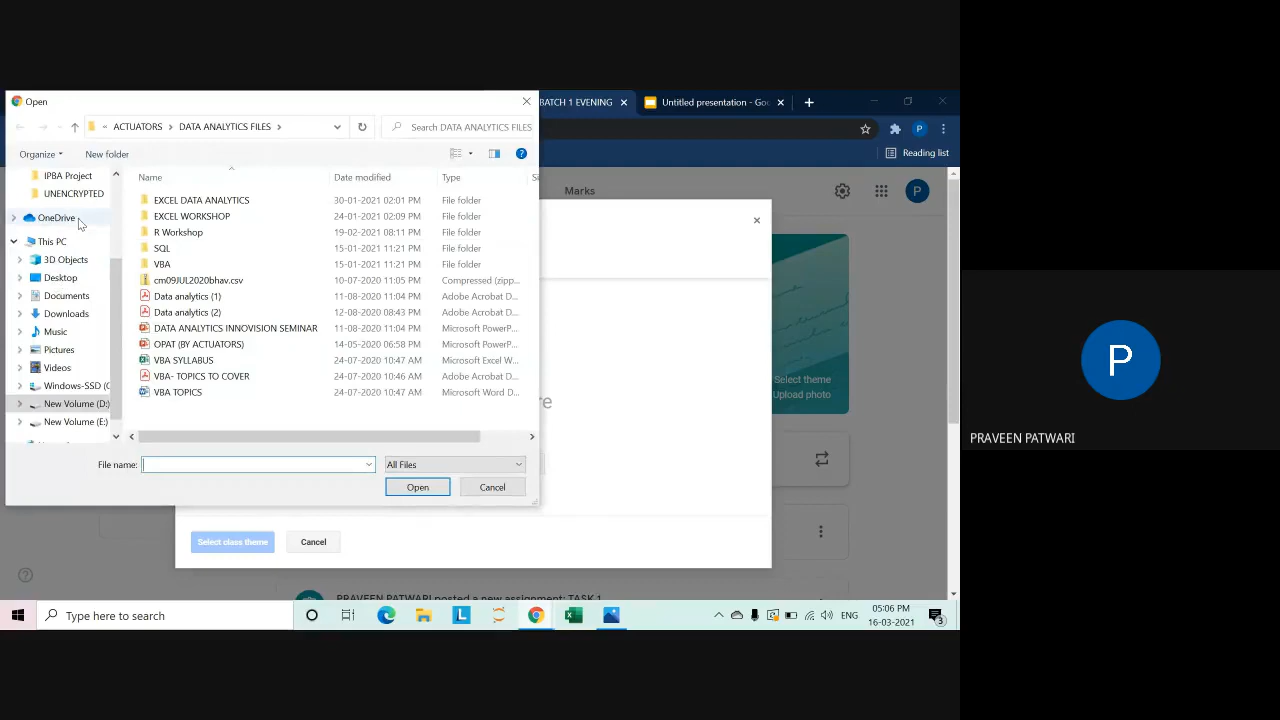 Open
BATCH 1 EVENING
Untitled presentation - Goo
« ACTUATORS > DATA ANALYTICS FILES >
Search DATA ANALYTICS FILES
Organize
New folder
Reading list
IPBA Project
UNENCRYPTED
OneDrive
This PC
3D Objects
Desktop
Documents
Downloads
Music
Pictures
Videos
Windows-SSD (C
New Volume (D:)
New Volume (E:)
Name Date modified Type
EXCEL DATA ANALYTICS 30-01-2021 02:01 PM File folder
EXCEL WORKSHOP 24-01-2021 02:09 PM File folder
R Workshop 19-02-2021 08:11 PM File folder
SQL 15-01-2021 11:21 PM File folder
VBA 15-01-2021 11:21 PM File folder
cm09JUL2020bhav.csv 10-07-2020 11:05 PM Compressed (zipp...
Data analytics (1) 11-08-2020 11:04 PM Adobe Acrobat D...
Data analytics (2) 12-08-2020 08:43 PM Adobe Acrobat D...
DATA ANALYTICS INNOVISION SEMINAR 11-08-2020 11:04 PM Microsoft PowerP...
OPAT (BY ACTUATORS) 14-05-2020 06:58 PM Microsoft PowerP...
VBA SYLLABUS 24-07-2020 10:47 AM Microsoft Excel W...
VBA- TOPICS TO COVER 24-07-2020 10:46 AM Adobe Acrobat D...
VBA TOPICS 24-07-2020 10:47 AM Microsoft Word D...
File name:
All Files
Open
Cancel
Marks
P
P
Select theme
Upload photo
re
Select class theme
Cancel
PRAVEEN PATWARI posted a new assignment: TASK 1
Type here to search
ENG
05:06 PM
16-03-2021
3
P
PRAVEEN PATWARI